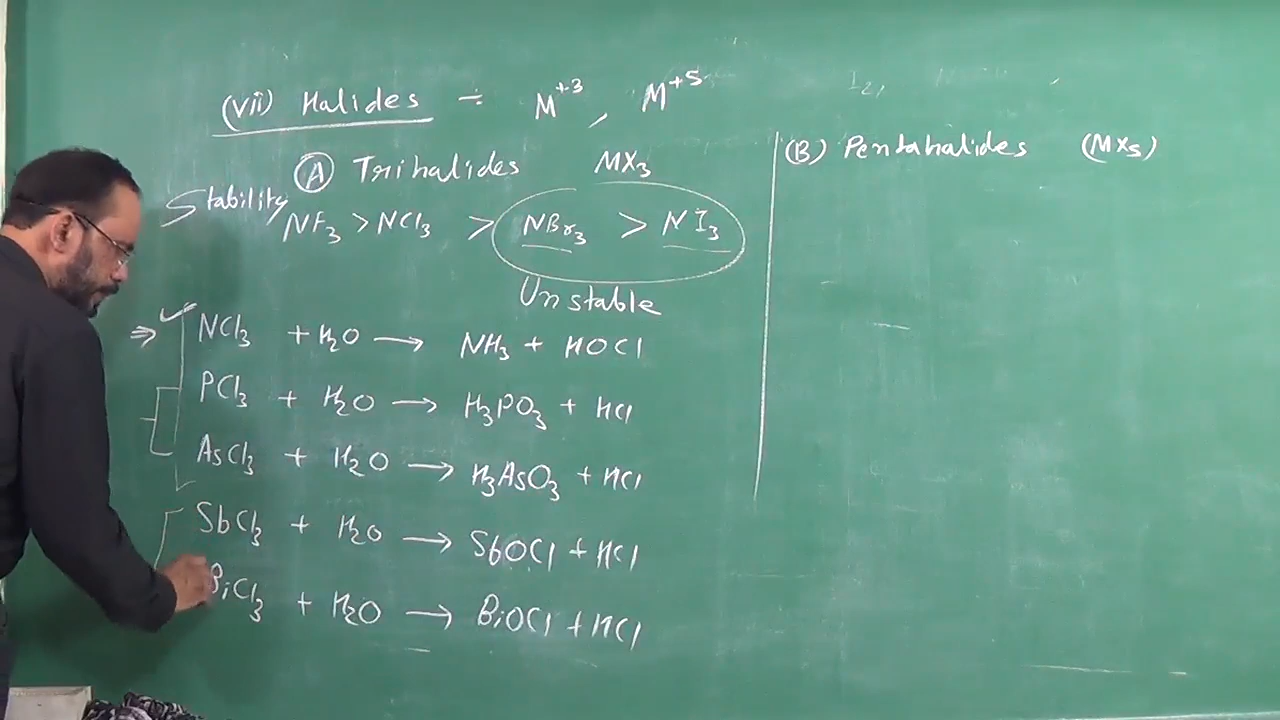 (vii) Halides ÷ M⁺³, M⁺⁵
(A) Trihalides MX₃
Stability NF₃ > NCl₃ > NBr₃ > NI₃
Unstable
⇒ ✓ NCl₃ + H₂O → NH₃ + HOCl
PCl₃ + H₂O → H₃PO₃ + HCl
AsCl₃ + H₂O → H₃AsO₃ + HCl
SbCl₃ + H₂O → SbOCl + HCl
BiCl₃ + H₂O → BiOCl + HCl
(B) Pentahalides (MX₅)